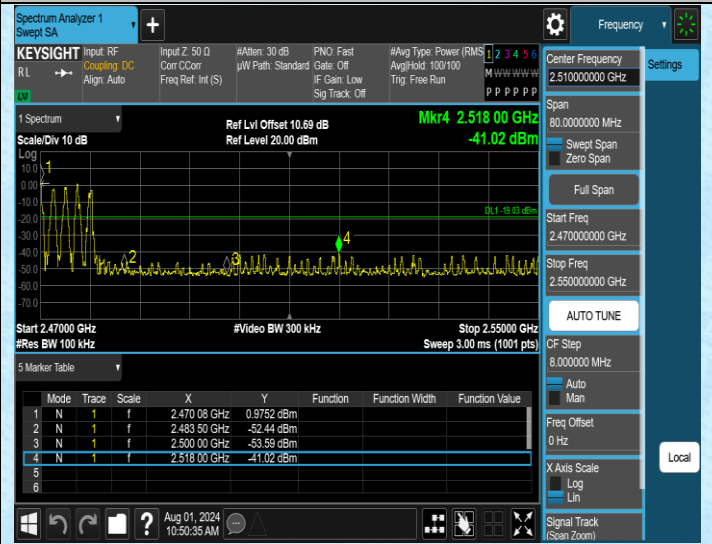 Spectrum Analyzer 1
Swept SA
+
Frequency
KEYSIGHT
RL
LXI
Input: RF
Coupling: DC
Align: Auto
Input Z: 50 Ω
Corr CCorr
Freq Ref: Int (S)
#Atten: 30 dB
µW Path: Standard
PNO: Fast
Gate: Off
IF Gain: Low
Sig Track: Off
#Avg Type: Power (RMS
Avg|Hold: 100/100
Trig: Free Run
1 2 3 4 5 6
M W W W W W
P P P P P P
1 Spectrum
Scale/Div 10 dB
Ref Lvl Offset 10.69 dB
Ref Level 20.00 dBm
Mkr4 2.518 00 GHz
-41.02 dBm
Log
10.0
0.00
-10.0
-20.0
-30.0
-40.0
-50.0
-60.0
-70.0
1
2
3
4
DL1 -19.03 dBm
Start 2.47000 GHz
#Res BW 100 kHz
#Video BW 300 kHz
Stop 2.55000 GHz
Sweep 3.00 ms (1001 pts)
5 Marker Table
Mode Trace Scale X Y Function Function Width Function Value
1 N 1 f 2.470 08 GHz 0.9752 dBm
2 N 1 f 2.483 50 GHz -52.44 dBm
3 N 1 f 2.500 00 GHz -53.59 dBm
4 N 1 f 2.518 00 GHz -41.02 dBm
5
6
Aug 01, 2024
10:50:35 AM
?
Center Frequency
2.510000000 GHz
Span
80.0000000 MHz
Swept Span
Zero Span
Full Span
Start Freq
2.470000000 GHz
Stop Freq
2.550000000 GHz
AUTO TUNE
CF Step
8.000000 MHz
Auto
Man
Freq Offset
0 Hz
X Axis Scale
Log
Lin
Signal Track
(Span Zoom)
Settings
Local